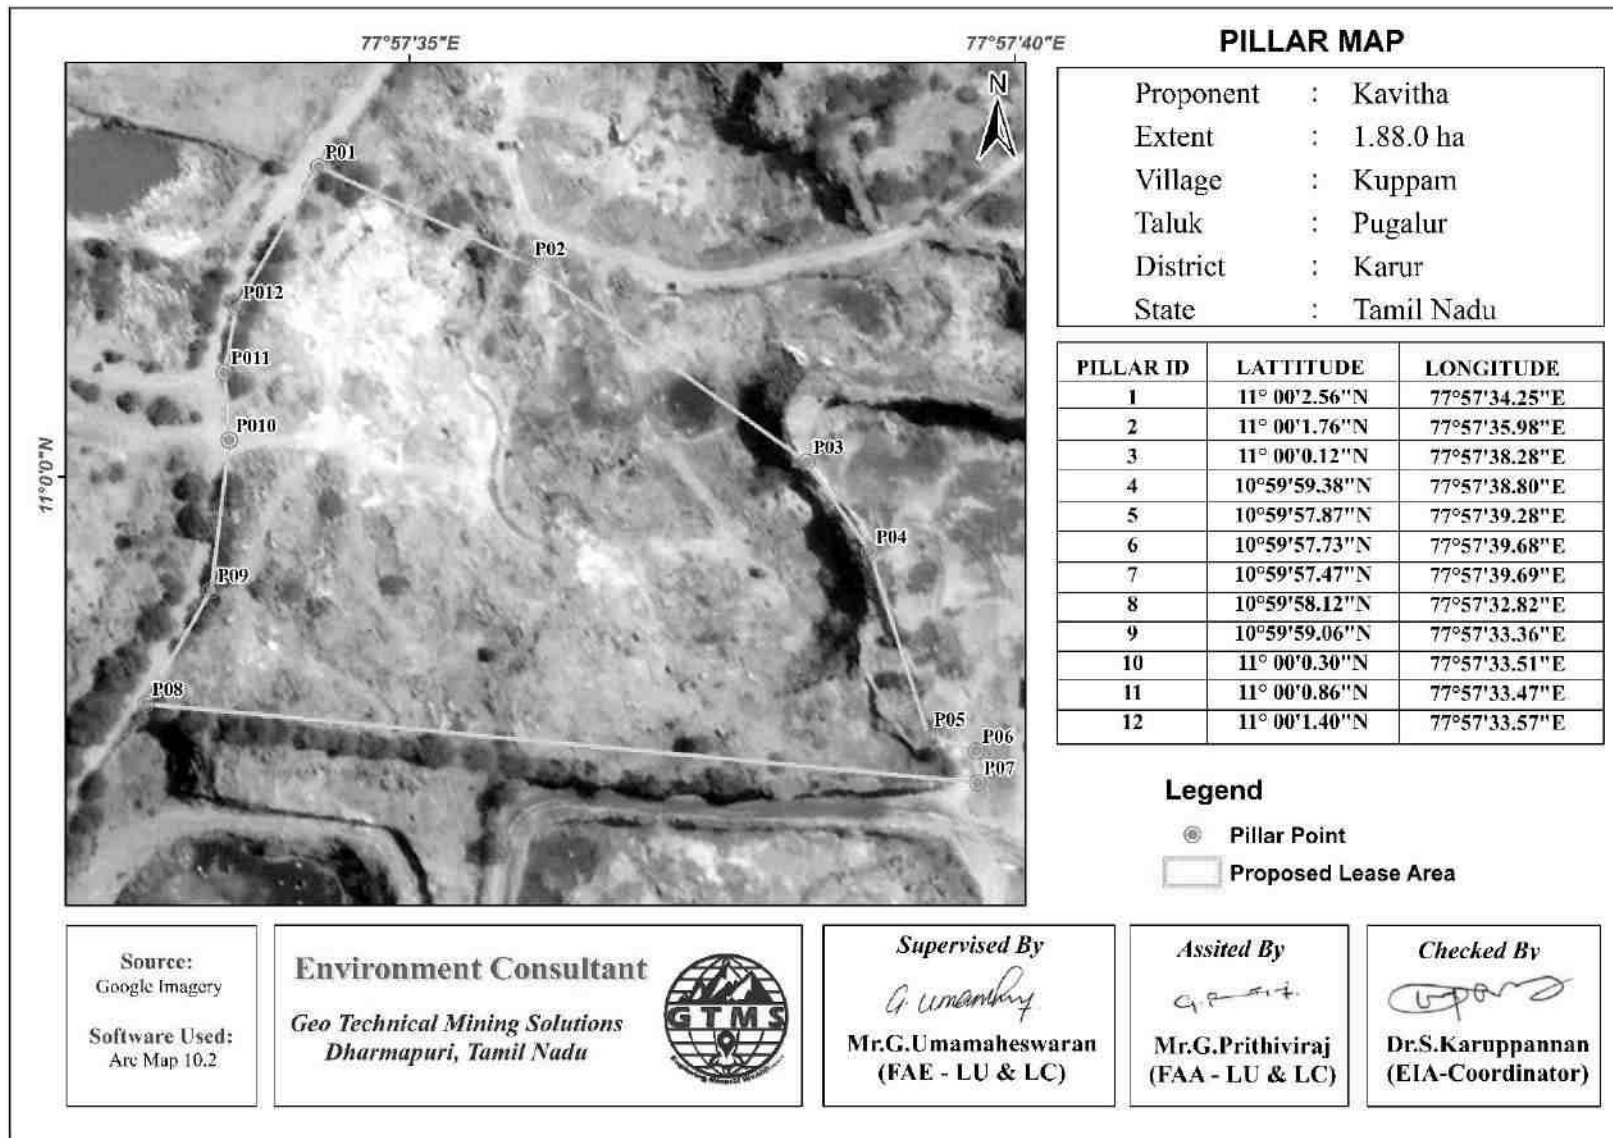 PILLAR MAP
77°57'35"E
77°57'40"E
11°0'0"N
N
P01
P02
P012
P011
P010
P03
P04
P09
P08
P05
P06
P07
Proponent : Kavitha
Extent : 1.88.0 ha
Village : Kuppam
Taluk : Pugalur
District : Karur
State : Tamil Nadu
PILLAR ID LATTITUDE LONGITUDE
1 11° 00'2.56"N 77°57'34.25"E
2 11° 00'1.76"N 77°57'35.98"E
3 11° 00'0.12"N 77°57'38.28"E
4 10°59'59.38"N 77°57'38.80"E
5 10°59'57.87"N 77°57'39.28"E
6 10°59'57.73"N 77°57'39.68"E
7 10°59'57.47"N 77°57'39.69"E
8 10°59'58.12"N 77°57'32.82"E
9 10°59'59.06"N 77°57'33.36"E
10 11° 00'0.30"N 77°57'33.51"E
11 11° 00'0.86"N 77°57'33.47"E
12 11° 00'1.40"N 77°57'33.57"E
Legend
Pillar Point
Proposed Lease Area
Source:
Google Imagery
Software Used:
Arc Map 10.2
Environment Consultant
Geo Technical Mining Solutions
Dharmapuri, Tamil Nadu
GTMS
Supervised By
Mr.G.Umamaheswaran
(FAE - LU & LC)
Assited By
Mr.G.Prithiviraj
(FAA - LU & LC)
Checked By
Dr.S.Karuppannan
(EIA-Coordinator)